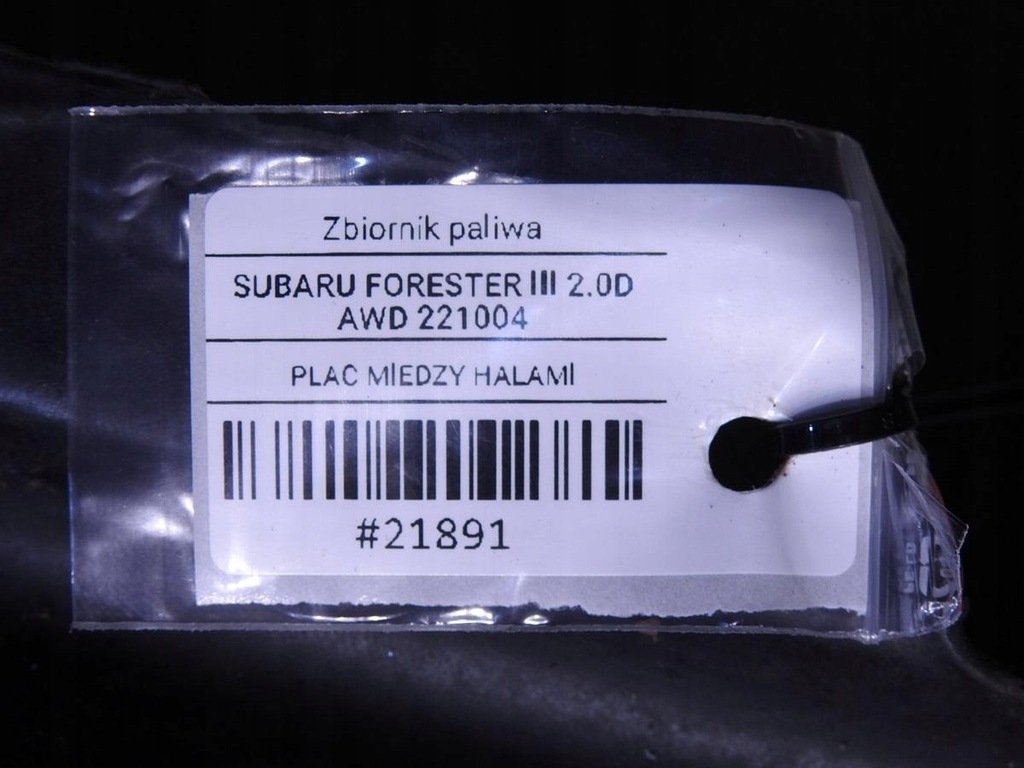 Zbiornik paliwa
SUBARU FORESTER III 2.0D
AWD 221004
PLAC MIEDZY HALAMI
#21891